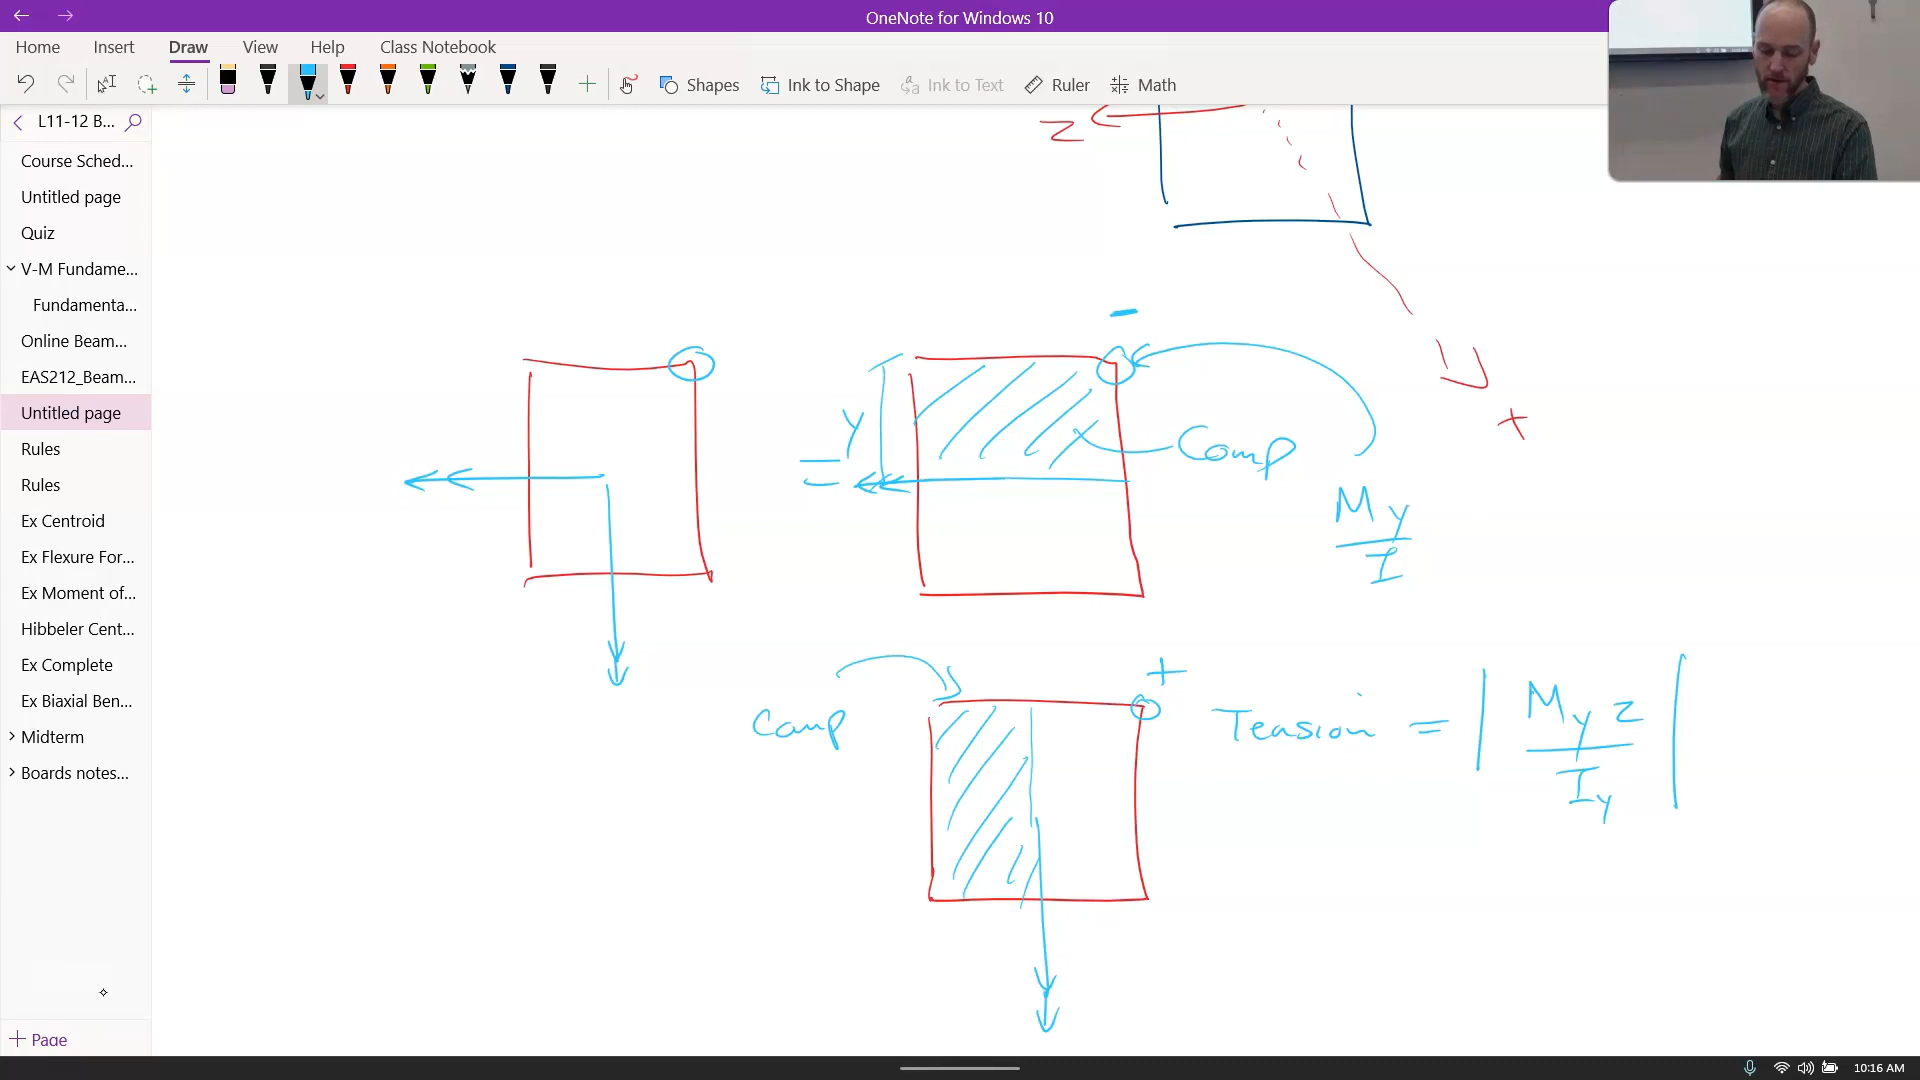 OneNote for Windows 10
Home Insert Draw View Help Class Notebook
Shapes Ink to Shape Ink to Text Ruler Math
L11-12 B...
Course Sched...
Untitled page
Quiz
V-M Fundame...
Fundamenta...
Online Beam...
EAS212_Beam...
Untitled page
Rules
Rules
Ex Centroid
Ex Flexure For...
Ex Moment of...
Hibbeler Cent...
Ex Complete
Ex Biaxial Ben...
Midterm
Boards notes...
+ Page
z
y
+
-
y
=
Comp
My
I
+
Comp
Tension = | My z |
Iy
10:16 AM